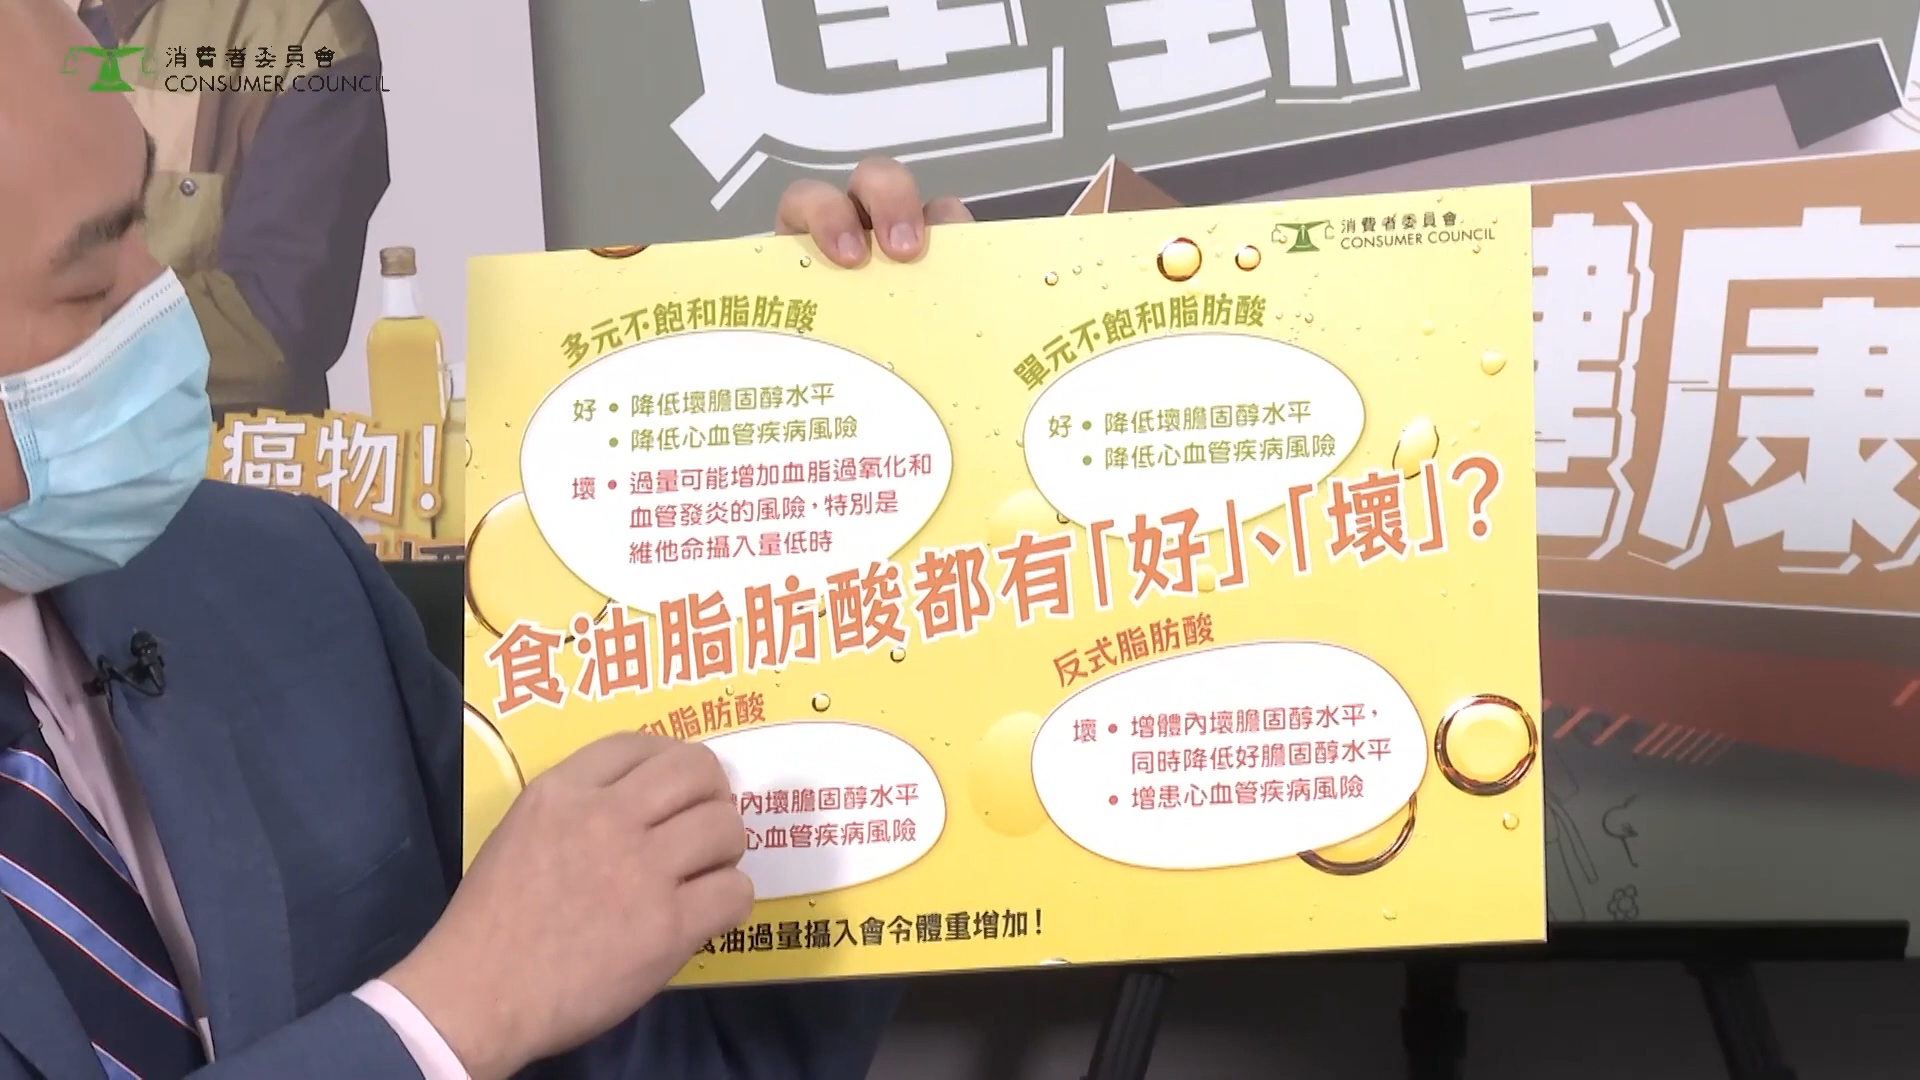 消費者委員會
CONSUMER COUNCIL
運動
健康
癌物!
消費者委員會
CONSUMER COUNCIL
多元不飽和脂肪酸
好 • 降低壞膽固醇水平
• 降低心血管疾病風險
壞 • 過量可能增加血脂過氧化和
血管發炎的風險，特別是
維他命攝入量低時
單元不飽和脂肪酸
好 • 降低壞膽固醇水平
• 降低心血管疾病風險
食油脂肪酸都有「好」、「壞」?
和脂肪酸
內壞膽固醇水平
心血管疾病風險
反式脂肪酸
壞 • 增體內壞膽固醇水平，
同時降低好膽固醇水平
• 增患心血管疾病風險
食油過量攝入會令體重增加!